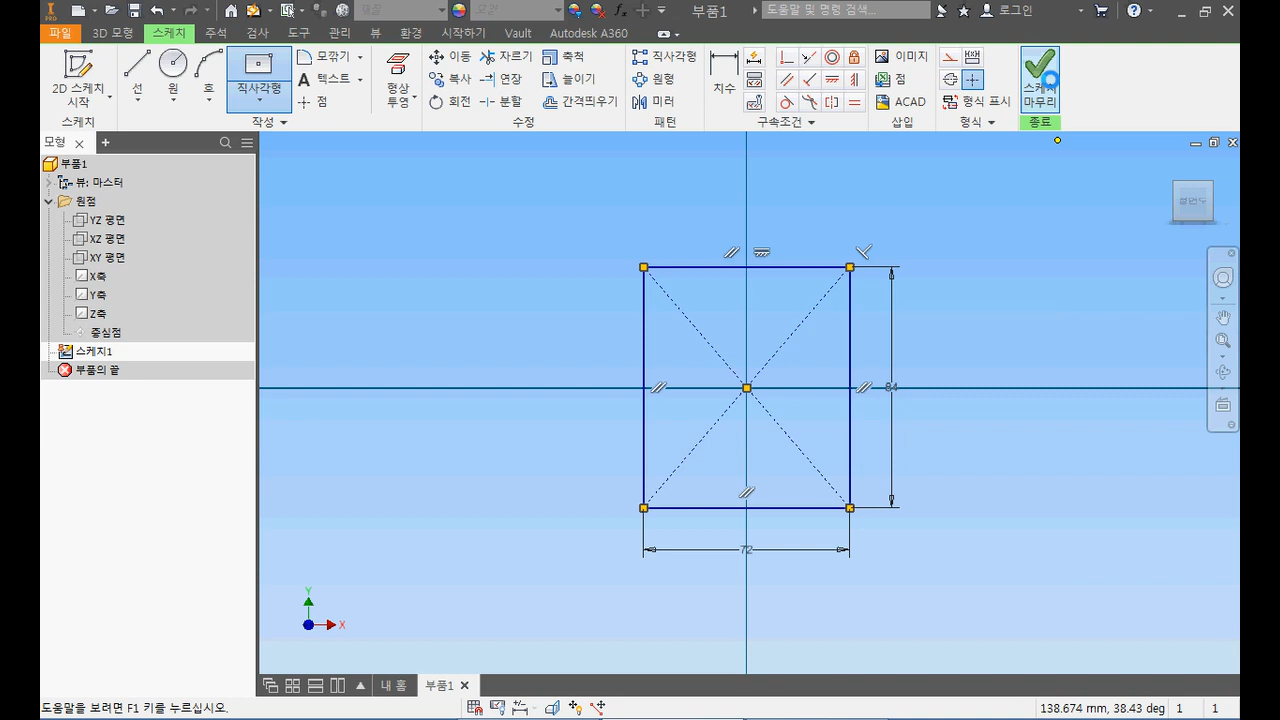 부품1
도움말 및 명령 검색...
로그인
PRO
파일 3D 모형 스케치 주석 검사 도구 관리 뷰 환경 시작하기 Vault Autodesk A360
2D 스케치 시작
선
원
호
직사각형
모깎기
텍스트
점
형상 투영
이동
복사
회전
자르기
연장
분할
축척
늘이기
간격띄우기
직사각형
원형
미러
치수
이미지
점
ACAD
형식 표시
스케치 마무리
스케치 작성 수정 패턴 구속조건 삽입 형식 종료
모형
부품1
뷰: 마스터
원점
YZ 평면
XZ 평면
XY 평면
X축
Y축
Z축
중심점
스케치1
부품의 끝
84
72
Y
X
내 홈
부품1
도움말을 보려면 F1 키를 누르십시오.
138.674 mm, 38.43 deg 1 1